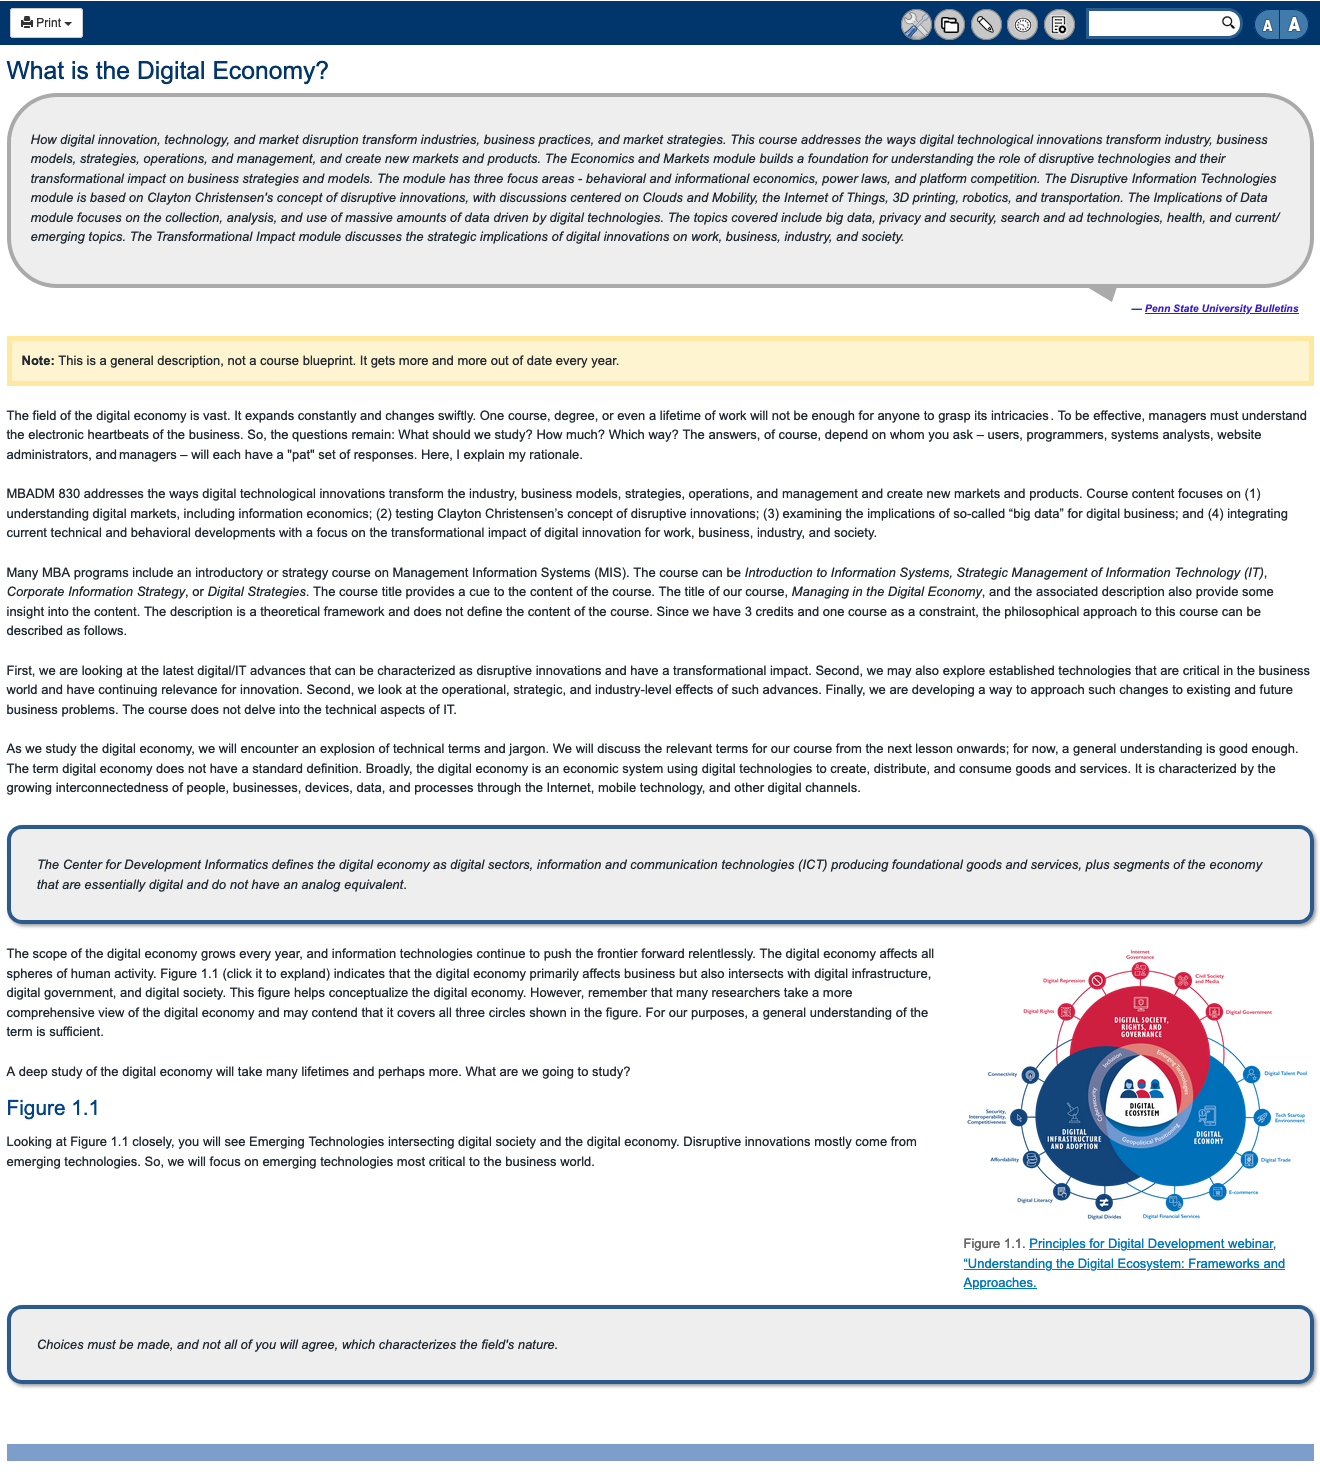 Print
A A
What is the Digital Economy?
How digital innovation, technology, and market disruption transform industries, business practices, and market strategies. This course addresses the ways digital technological innovations transform industry, business
models, strategies, operations, and management, and create new markets and products. The Economics and Markets module builds a foundation for understanding the role of disruptive technologies and their
transformational impact on business strategies and models. The module has three focus areas - behavioral and informational economics, power laws, and platform competition. The Disruptive Information Technologies
module is based on Clayton Christensen's concept of disruptive innovations, with discussions centered on Clouds and Mobility, the Internet of Things, 3D printing, robotics, and transportation. The Implications of Data
module focuses on the collection, analysis, and use of massive amounts of data driven by digital technologies. The topics covered include big data, privacy and security, search and ad technologies, health, and current/
emerging topics. The Transformational Impact module discusses the strategic implications of digital innovations on work, business, industry, and society.
— Penn State University Bulletins
Note: This is a general description, not a course blueprint. It gets more and more out of date every year.
The field of the digital economy is vast. It expands constantly and changes swiftly. One course, degree, or even a lifetime of work will not be enough for anyone to grasp its intricacies. To be effective, managers must understand
the electronic heartbeats of the business. So, the questions remain: What should we study? How much? Which way? The answers, of course, depend on whom you ask – users, programmers, systems analysts, website
administrators, and managers – will each have a "pat" set of responses. Here, I explain my rationale.
MBADM 830 addresses the ways digital technological innovations transform the industry, business models, strategies, operations, and management and create new markets and products. Course content focuses on (1)
understanding digital markets, including information economics; (2) testing Clayton Christensen’s concept of disruptive innovations; (3) examining the implications of so-called “big data” for digital business; and (4) integrating
current technical and behavioral developments with a focus on the transformational impact of digital innovation for work, business, industry, and society.
Many MBA programs include an introductory or strategy course on Management Information Systems (MIS). The course can be Introduction to Information Systems, Strategic Management of Information Technology (IT),
Corporate Information Strategy, or Digital Strategies. The course title provides a cue to the content of the course. The title of our course, Managing in the Digital Economy, and the associated description also provide some
insight into the content. The description is a theoretical framework and does not define the content of the course. Since we have 3 credits and one course as a constraint, the philosophical approach to this course can be
described as follows.
First, we are looking at the latest digital/IT advances that can be characterized as disruptive innovations and have a transformational impact. Second, we may also explore established technologies that are critical in the business
world and have continuing relevance for innovation. Second, we look at the operational, strategic, and industry-level effects of such advances. Finally, we are developing a way to approach such changes to existing and future
business problems. The course does not delve into the technical aspects of IT.
As we study the digital economy, we will encounter an explosion of technical terms and jargon. We will discuss the relevant terms for our course from the next lesson onwards; for now, a general understanding is good enough.
The term digital economy does not have a standard definition. Broadly, the digital economy is an economic system using digital technologies to create, distribute, and consume goods and services. It is characterized by the
growing interconnectedness of people, businesses, devices, data, and processes through the Internet, mobile technology, and other digital channels.
The Center for Development Informatics defines the digital economy as digital sectors, information and communication technologies (ICT) producing foundational goods and services, plus segments of the economy
that are essentially digital and do not have an analog equivalent.
The scope of the digital economy grows every year, and information technologies continue to push the frontier forward relentlessly. The digital economy affects all
spheres of human activity. Figure 1.1 (click it to expland) indicates that the digital economy primarily affects business but also intersects with digital infrastructure,
digital government, and digital society. This figure helps conceptualize the digital economy. However, remember that many researchers take a more
comprehensive view of the digital economy and may contend that it covers all three circles shown in the figure. For our purposes, a general understanding of the
term is sufficient.
A deep study of the digital economy will take many lifetimes and perhaps more. What are we going to study?
Figure 1.1
Looking at Figure 1.1 closely, you will see Emerging Technologies intersecting digital society and the digital economy. Disruptive innovations mostly come from
emerging technologies. So, we will focus on emerging technologies most critical to the business world.
Internet
Governance
Digital Repression
Civil Society
and Media
Digital Rights
Digital Government
DIGITAL SOCIETY,
RIGHTS, AND
GOVERNANCE
Inclusion
Emerging Technologies
Connectivity
Digital Talent Pool
Cybersecurity
DIGITAL
ECOSYSTEM
Security,
Interoperability,
Competitiveness
Tech Startup
Environment
DIGITAL
INFRASTRUCTURE
AND ADOPTION
Geopolitical Positioning
DIGITAL
ECONOMY
Affordability
Digital Trade
Digital Literacy
E-commerce
Digital Divides
Digital Financial Services
Figure 1.1. Principles for Digital Development webinar,
“Understanding the Digital Ecosystem: Frameworks and
Approaches.
Choices must be made, and not all of you will agree, which characterizes the field's nature.